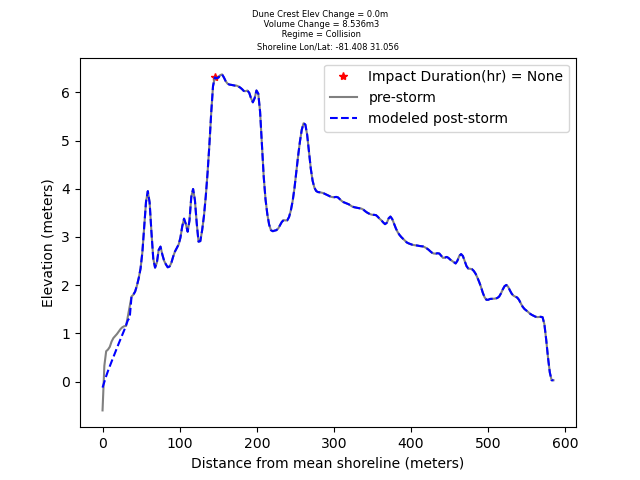 Dune Crest Elev Change = 0.0m
Volume Change = 8.536m3
Regime = Collision
Shoreline Lon/Lat: -81.408 31.056
Impact Duration(hr) = None
pre-storm
modeled post-storm
Elevation (meters)
6
5
4
3
2
1
0
0 100 200 300 400 500 600
Distance from mean shoreline (meters)